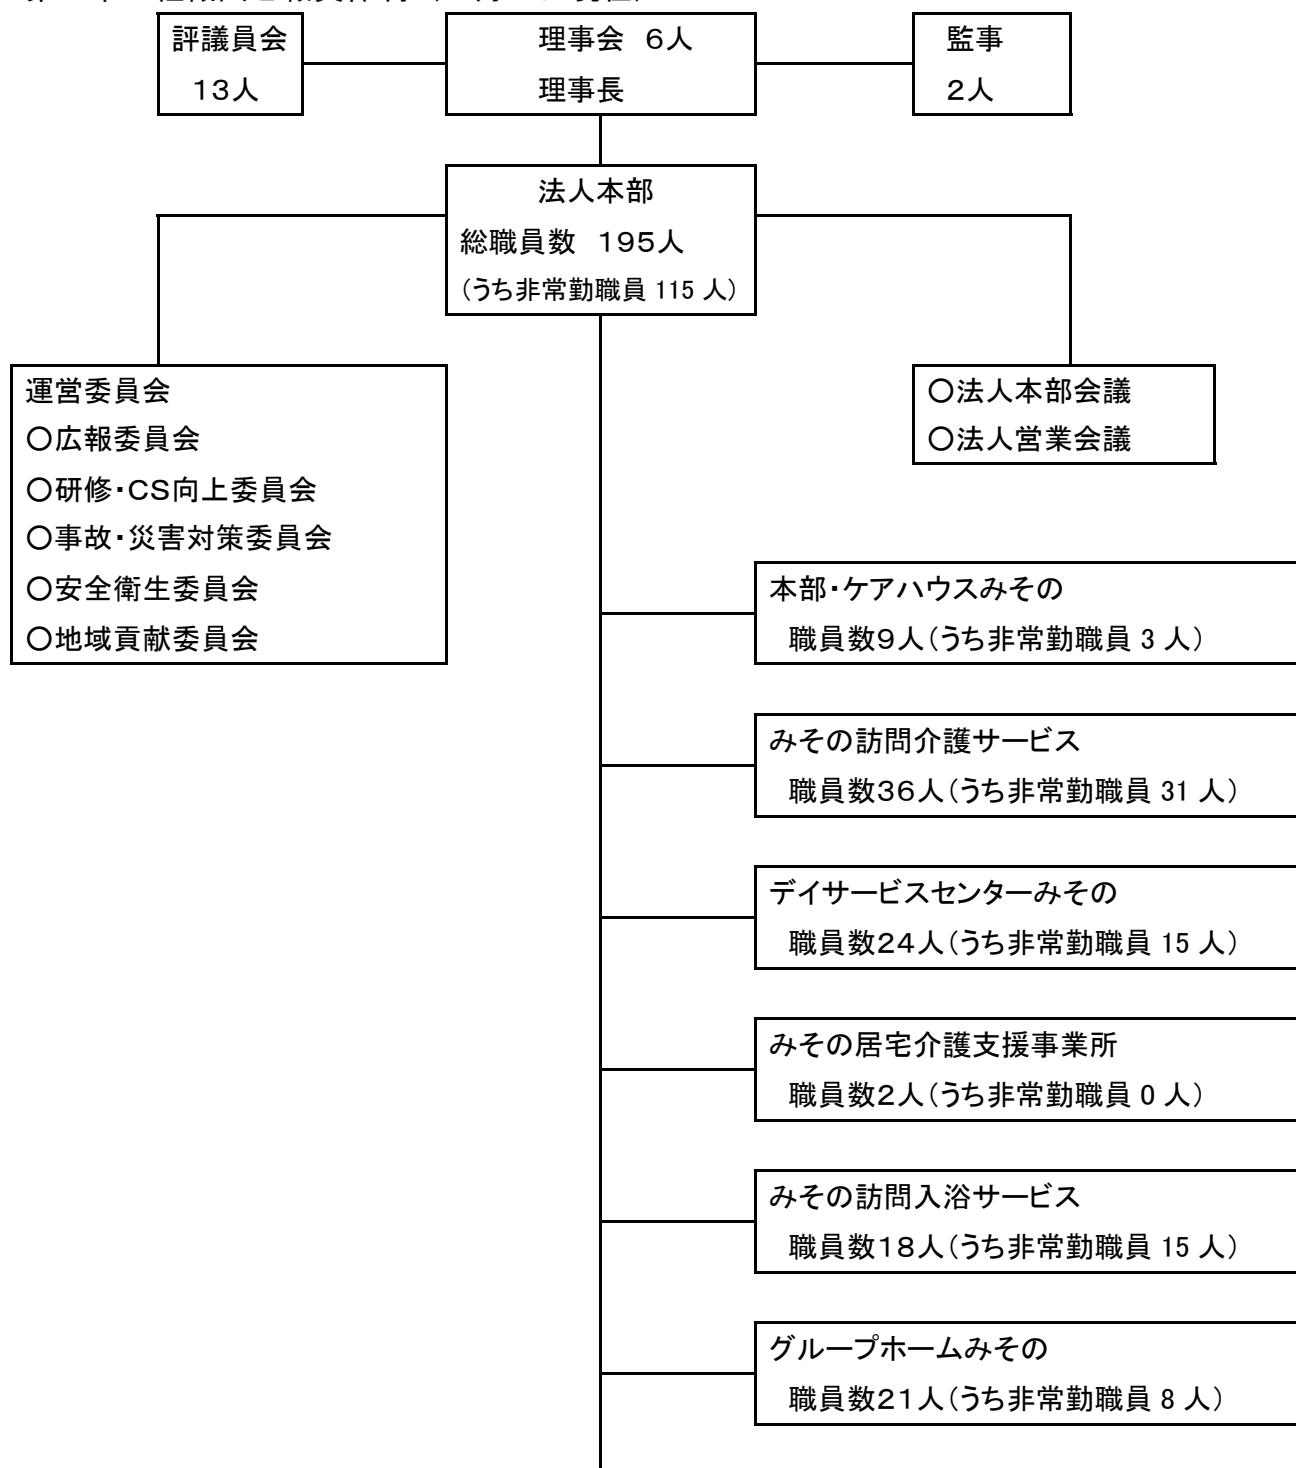 評議員会
13人
理事会 6人
理事長
監事
2人
法人本部
総職員数 195人
(うち非常勤職員 115 人)
運営委員会
○広報委員会
○研修・CS向上委員会
○事故・災害対策委員会
○安全衛生委員会
○地域貢献委員会
○法人本部会議
○法人営業会議
本部・ケアハウスみその
職員数9人(うち非常勤職員 3 人)
みその訪問介護サービス
職員数36人(うち非常勤職員 31 人)
デイサービスセンターみその
職員数24人(うち非常勤職員 15 人)
みその居宅介護支援事業所
職員数2人(うち非常勤職員 0 人)
みその訪問入浴サービス
職員数18人(うち非常勤職員 15 人)
グループホームみその
職員数21人(うち非常勤職員 8 人)